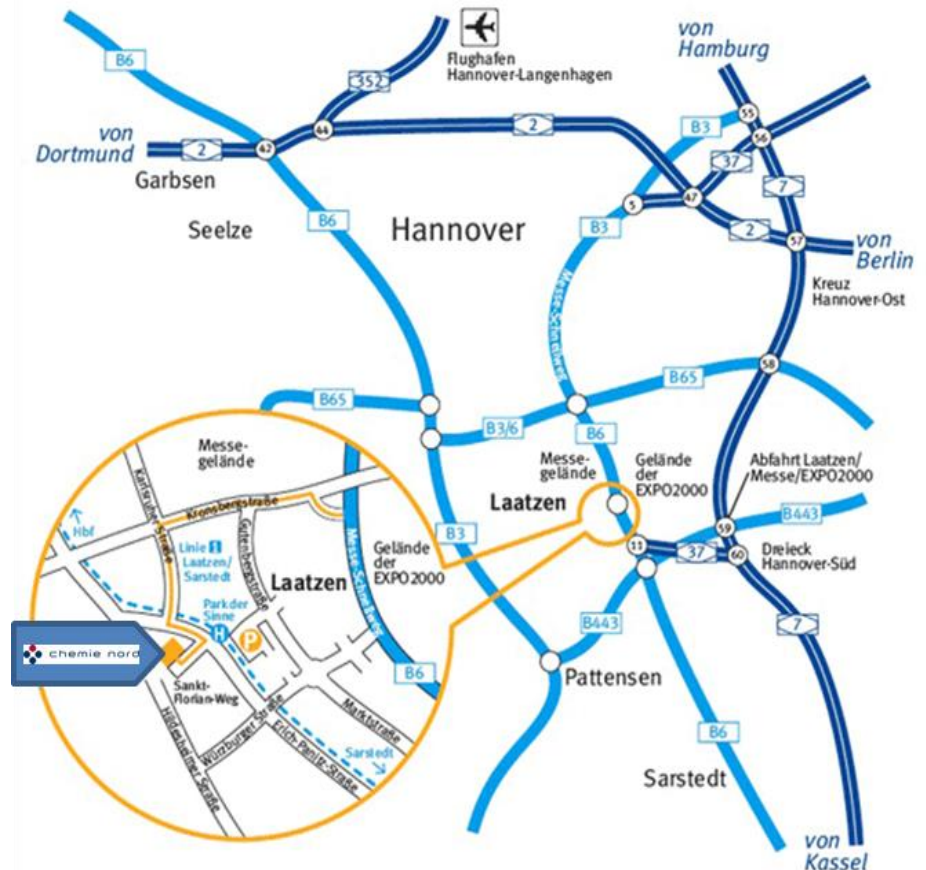 von
Hamburg
Flughafen
Hannover-Langenhagen
B6
352
55
44
2
B3
56
von
Dortmund
2
42
37
7
Garbsen
B6
5
47
Seelze
Hannover
B3
2
57
von
Berlin
Kreuz
Hannover-Ost
Messe-Schnellweg
58
B65
B65
B3/6
B6
Messe-
gelände
Messe-
gelände
Gelände
der
EXPO2000
Abfahrt Laatzen/
Messe/EXPO2000
Laatzen
B443
59
B3
11
37
60
Dreieck
Hannover-Süd
Karlsruher Straße
Kronsbergstraße
Hbf
Gutenbergstraße
Linie 1
Laatzen/
Sarstedt
Laatzen
Messe-Schnellweg
Gelände
der
EXPO2000
Park der
Sinne
H
P
B443
7
chemie nord
B6
Pattensen
Sankt-
Florian-Weg
Hildesheimer Straße
Würzburger Straße
Marktstraße
Erich-Panitz-Straße
Sarstedt
B6
Sarstedt
von
Kassel